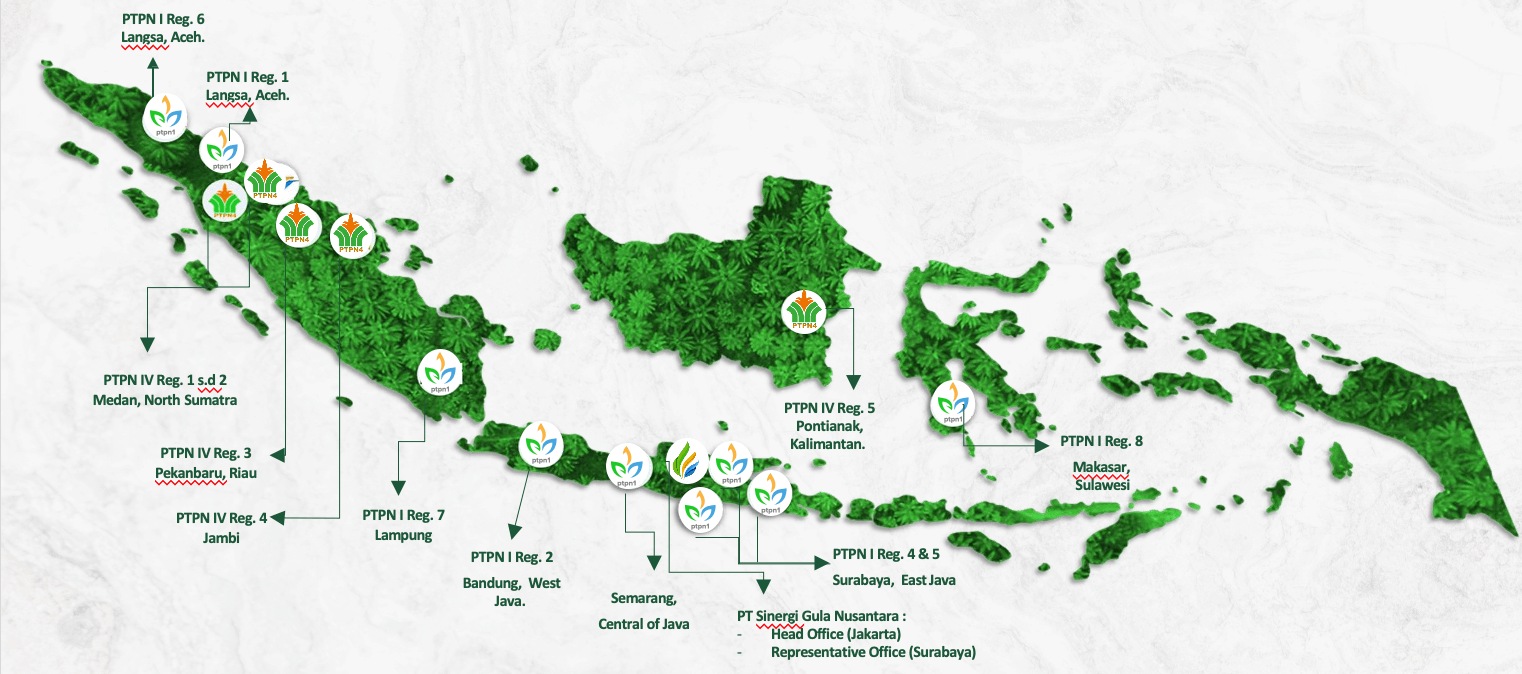 PTPN I Reg. 6
Langsa, Aceh.
PTPN I Reg. 1
Langsa, Aceh.
ptpn1
ptpn1
PTPN4
PTPN4
PTPN4
PTPN4
PTPN4
ptpn1
ptpn1
ptpn1
ptpn1
ptpn1
ptpn1
ptpn1
PTPN IV Reg. 1 s.d 2
Medan, North Sumatra
PTPN IV Reg. 3
Pekanbaru, Riau
PTPN IV Reg. 4
Jambi
PTPN I Reg. 7
Lampung
PTPN I Reg. 2
Bandung, West
Java.
Semarang,
Central of Java
PTPN IV Reg. 5
Pontianak,
Kalimantan.
PTPN I Reg. 8
Makasar,
Sulawesi
PTPN I Reg. 4 & 5
Surabaya, East Java
PT Sinergi Gula Nusantara :
- Head Office (Jakarta)
- Representative Office (Surabaya)